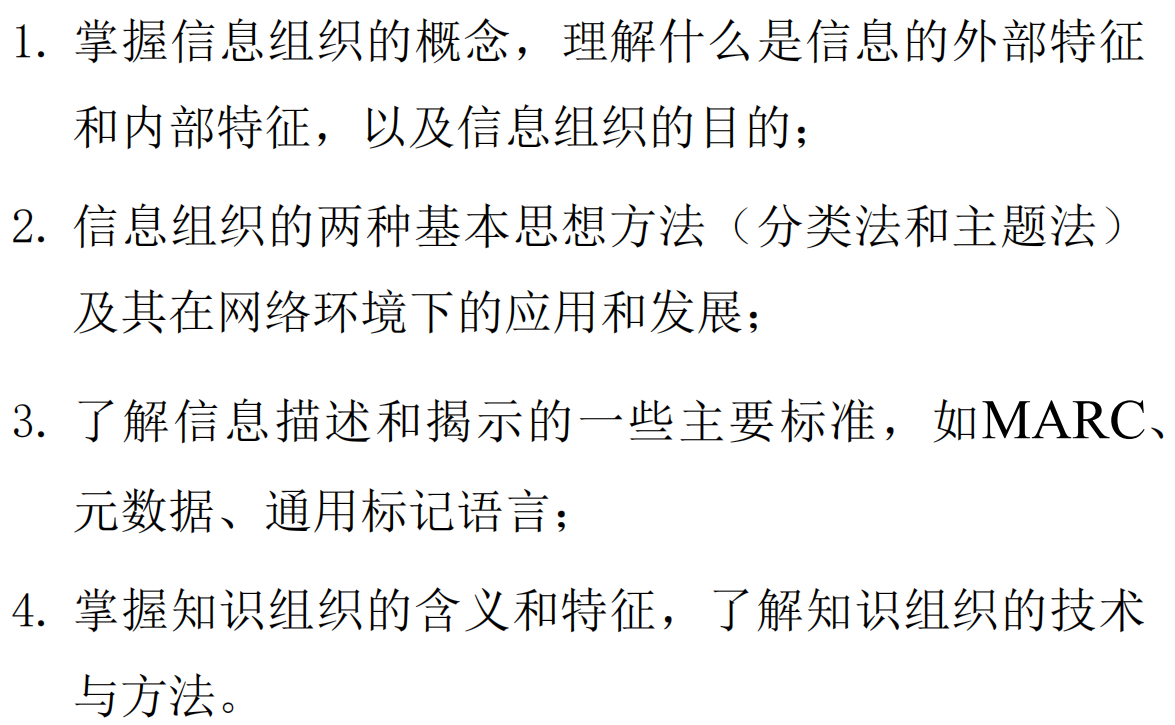 1. 掌握信息组织的概念，理解什么是信息的外部特征
和内部特征，以及信息组织的目的；
2. 信息组织的两种基本思想方法（分类法和主题法）
及其在网络环境下的应用和发展；
3. 了解信息描述和揭示的一些主要标准，如MARC、
元数据、通用标记语言；
4. 掌握知识组织的含义和特征，了解知识组织的技术
与方法。